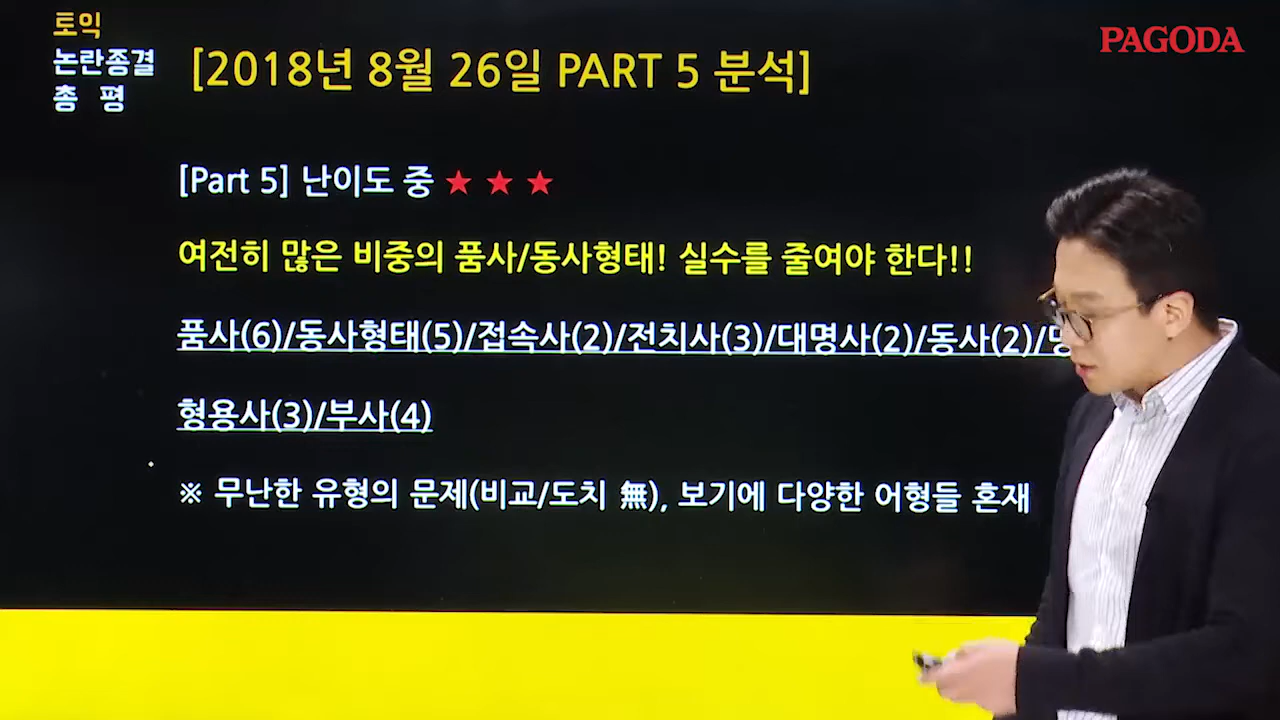 토익
논란종결
총 평
[2018년 8월 26일 PART 5 분석]
PAGODA
[Part 5] 난이도 중 ★ ★ ★
여전히 많은 비중의 품사/동사형태! 실수를 줄여야 한다!!
품사(6)/동사형태(5)/접속사(2)/전치사(3)/대명사(2)/동사(2)/
형용사(3)/부사(4)
※ 무난한 유형의 문제(비교/도치 無), 보기에 다양한 어형들 혼재